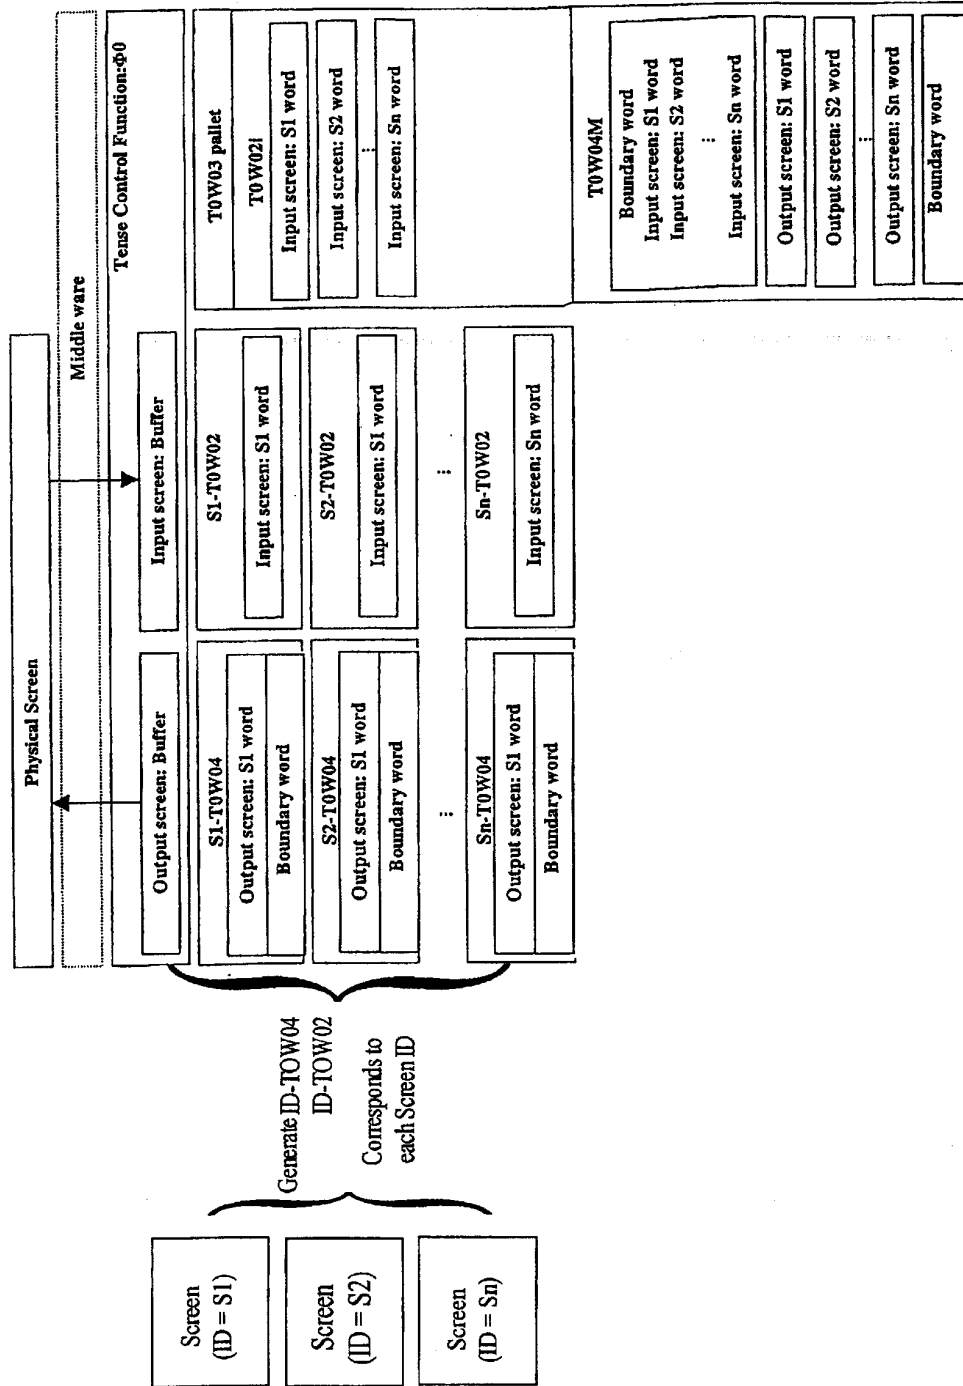 Screen
(ID = S1)
Screen
(ID = S2)
Screen
(ID = Sn)
Generate ID-TOW04
ID-TOW02
Corresponds to
each Screen ID
Physical Screen
Middle ware
Tense Control Function:Φ0
Output screen: Buffer
Input screen: Buffer
S1-T0W04
Output screen: S1 word
Boundary word
S2-T0W04
Output screen: S1 word
Boundary word
⋮
Sn-T0W04
Output screen: S1 word
Boundary word
S1-T0W02
Input screen: S1 word
S2-T0W02
Input screen: S1 word
⋮
Sn-T0W02
Input screen: Sn word
T0W03 pallet
T0W02i
Input screen: S1 word
Input screen: S2 word
⋮
Input screen: Sn word
T0W04M
Boundary word
Input screen: S1 word
Input screen: S2 word
⋮
Input screen: Sn word
Output screen: S1 word
Output screen: S2 word
⋮
Output screen: Sn word
Boundary word